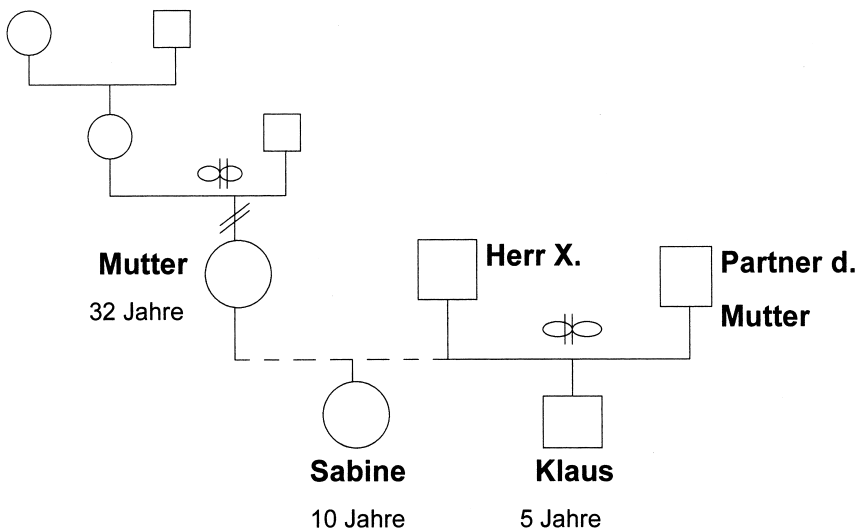 Herr X.
Mutter
Partner d.
Mutter
32 Jahre
Sabine
Klaus
10 Jahre
5 Jahre